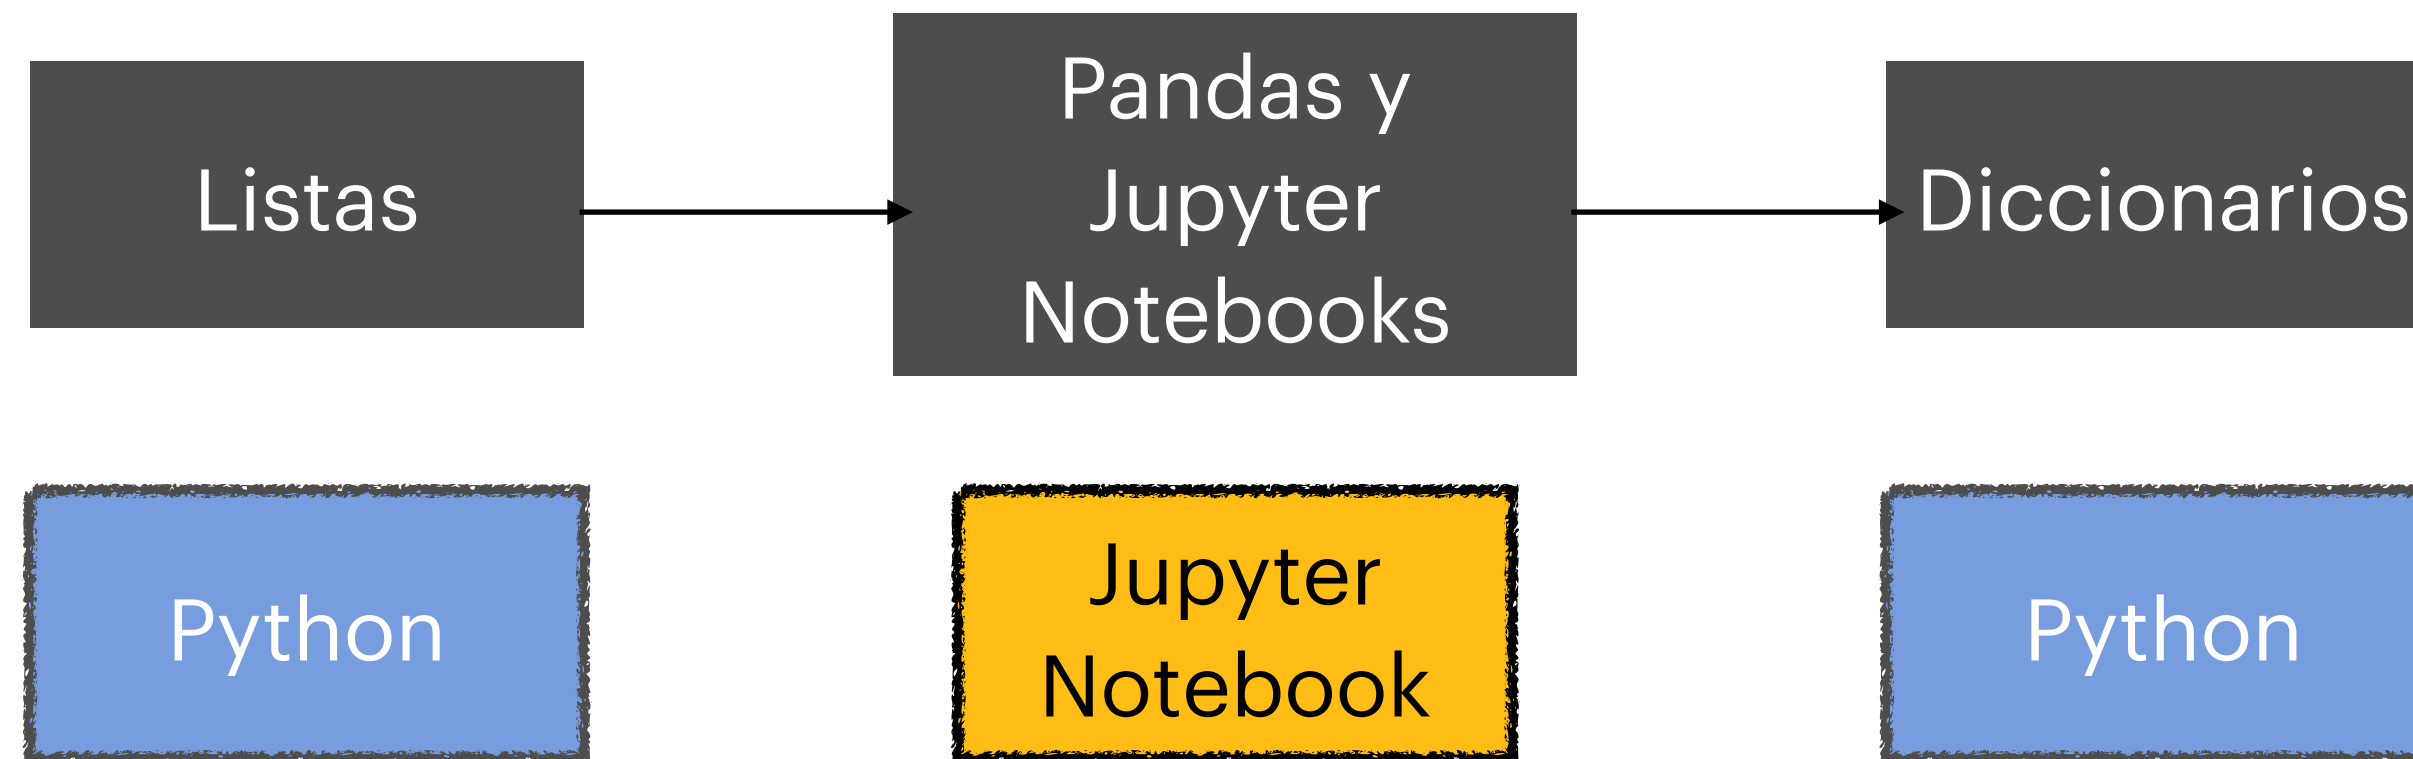 Listas
Pandas y
Jupyter
Notebooks
Diccionarios
Python
Jupyter
Notebook
Python